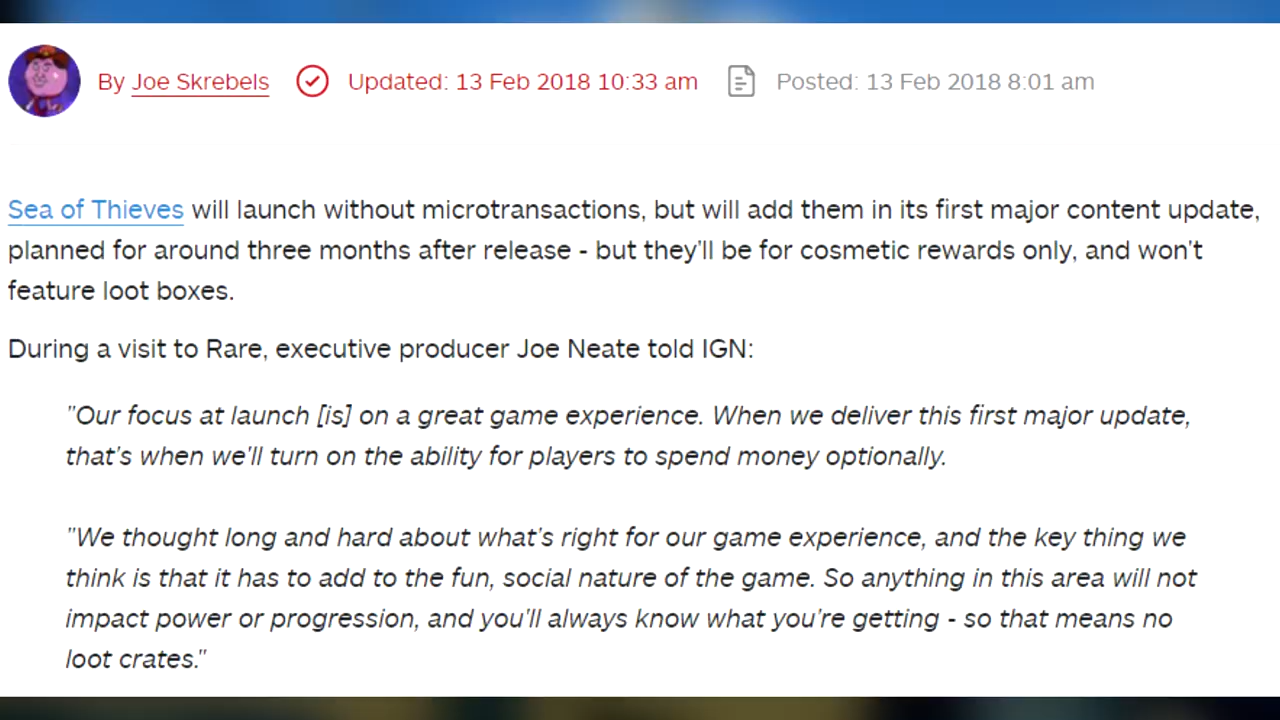 By Joe Skrebels Updated: 13 Feb 2018 10:33 am Posted: 13 Feb 2018 8:01 am
Sea of Thieves will launch without microtransactions, but will add them in its first major content update,
planned for around three months after release - but they'll be for cosmetic rewards only, and won't
feature loot boxes.
During a visit to Rare, executive producer Joe Neate told IGN:
"Our focus at launch [is] on a great game experience. When we deliver this first major update,
that's when we'll turn on the ability for players to spend money optionally.
"We thought long and hard about what's right for our game experience, and the key thing we
think is that it has to add to the fun, social nature of the game. So anything in this area will not
impact power or progression, and you'll always know what you're getting - so that means no
loot crates."